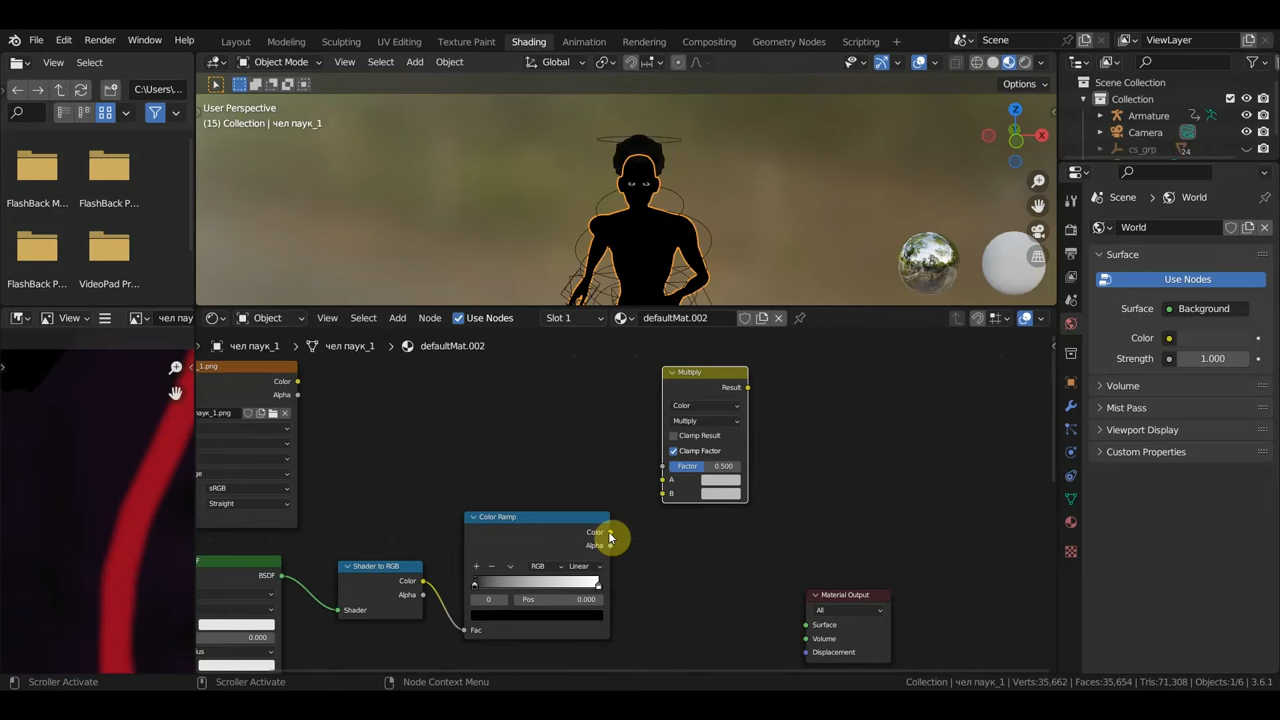 File Edit Render Window Help
Layout Modeling Sculpting UV Editing Texture Paint Shading Animation Rendering Compositing Geometry Nodes Scripting
Scene
ViewLayer
View Select
Object Mode View Select Add Object
Global
C:\Users\...
Options
User Perspective
(15) Collection | чел паук_1
Z
X
Scene Collection
Collection
Armature
Camera
cs_grp
24
FlashBack M...
FlashBack P...
FlashBack P...
VideoPad Pr...
Scene
World
World
Surface
Use Nodes
Surface Background
Color
Strength 1.000
Volume
Mist Pass
Viewport Display
Custom Properties
View
чел пау
Object View Select Add Node Use Nodes Slot 1 defaultMat.002
чел паук_1 чел паук_1 defaultMat.002
_1.png
Color
Alpha
паук_1.png
sRGB
Straight
BSDF
0.000
Shader to RGB
Color
Alpha
Shader
Color Ramp
Color
Alpha
RGB Linear
0 Pos 0.000
Fac
Multiply
Result
Color
Multiply
Clamp Result
Clamp Factor
Factor 0.500
A
B
Material Output
All
Surface
Volume
Displacement
Scroller Activate
Scroller Activate
Node Context Menu
Collection | чел паук_1 | Verts:35,662 | Faces:35,654 | Tris:71,308 | Objects:1/6 | 3.6.1